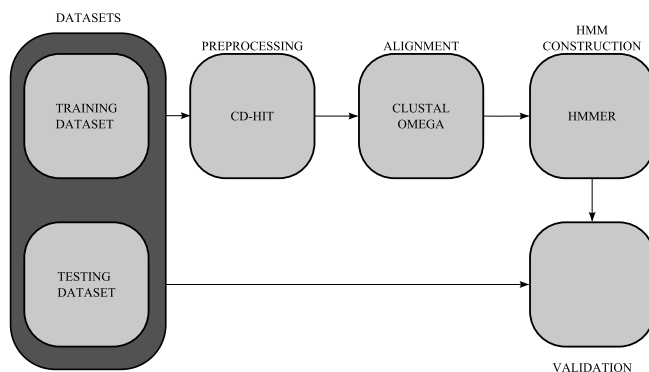 DATASETS
PREPROCESSING
ALIGNMENT
HMM
CONSTRUCTION
TRAINING
DATASET
CD-HIT
CLUSTAL
OMEGA
HMMER
TESTING
DATASET
VALIDATION